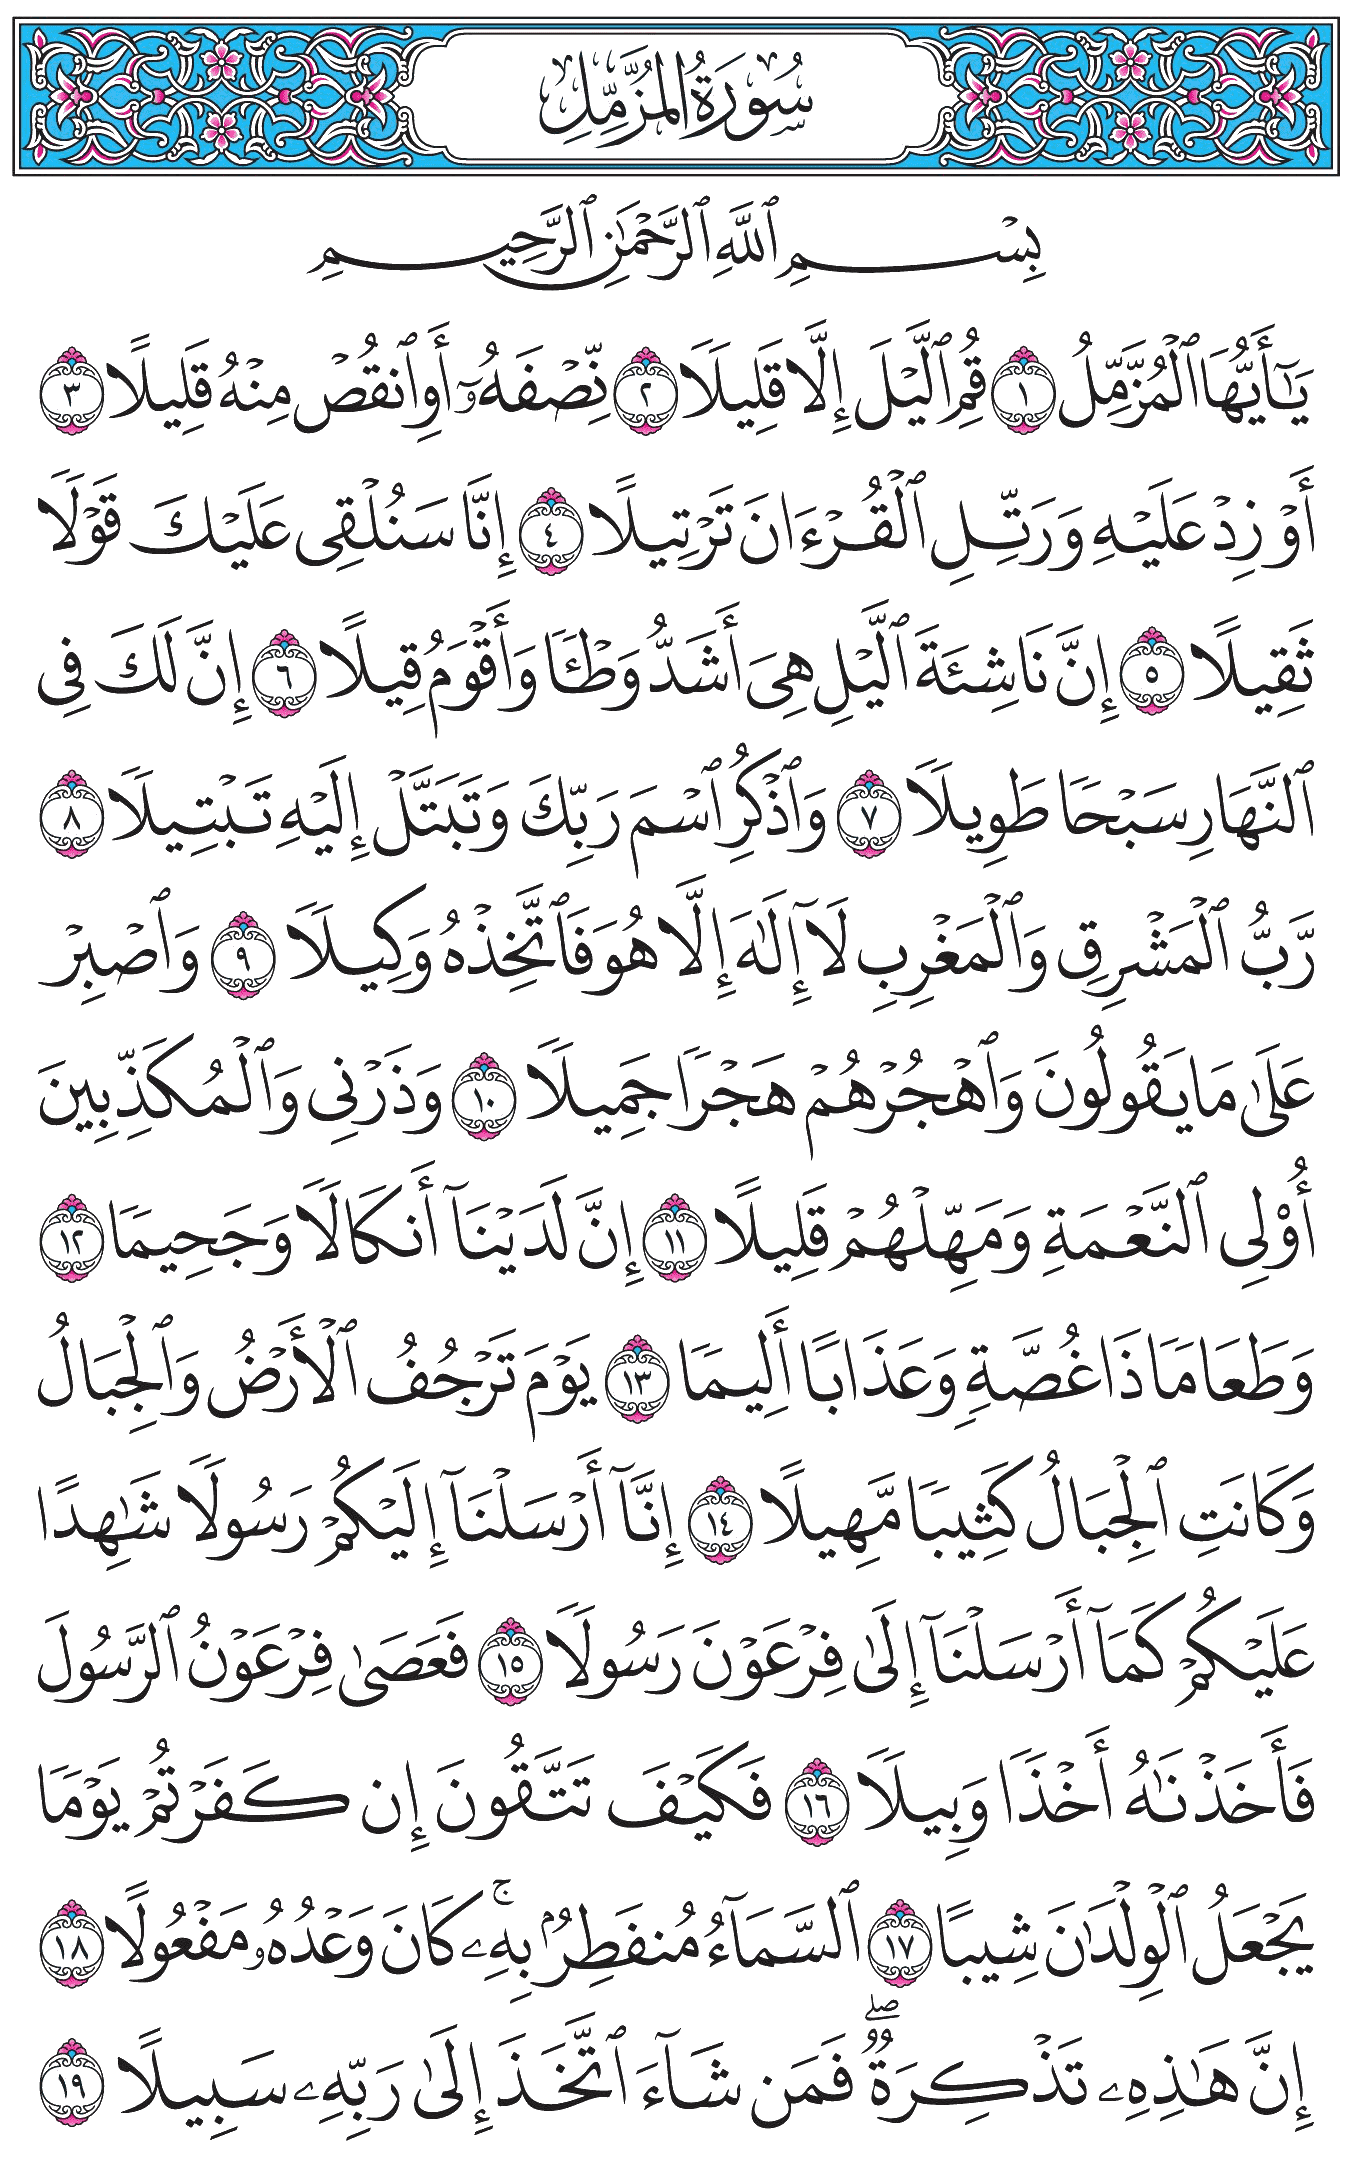 سُورَةُ المُزَّمِّلِ
بِسۡمِ ٱللَّهِ ٱلرَّحۡمَٰنِ ٱلرَّحِيمِ
يَٰٓأَيُّهَا ٱلۡمُزَّمِّلُ ١ قُمِ ٱلَّيۡلَ إِلَّا قَلِيلٗا ٢ نِّصۡفَهُۥٓ أَوِ ٱنقُصۡ مِنۡهُ قَلِيلًا ٣
أَوۡ زِدۡ عَلَيۡهِ وَرَتِّلِ ٱلۡقُرۡءَانَ تَرۡتِيلًا ٤ إِنَّا سَنُلۡقِي عَلَيۡكَ قَوۡلٗا
ثَقِيلًا ٥ إِنَّ نَاشِئَةَ ٱلَّيۡلِ هِيَ أَشَدُّ وَطۡـٔٗا وَأَقۡوَمُ قِيلًا ٦ إِنَّ لَكَ فِي
ٱلنَّهَارِ سَبۡحٗا طَوِيلٗا ٧ وَٱذۡكُرِ ٱسۡمَ رَبِّكَ وَتَبَتَّلۡ إِلَيۡهِ تَبۡتِيلٗا ٨
رَّبُّ ٱلۡمَشۡرِقِ وَٱلۡمَغۡرِبِ لَآ إِلَٰهَ إِلَّا هُوَ فَٱتَّخِذۡهُ وَكِيلٗا ٩ وَٱصۡبِرۡ
عَلَىٰ مَا يَقُولُونَ وَٱهۡجُرۡهُمۡ هَجۡرٗا جَمِيلٗا ١٠ وَذَرۡنِي وَٱلۡمُكَذِّبِينَ
أُوْلِي ٱلنَّعۡمَةِ وَمَهِّلۡهُمۡ قَلِيلًا ١١ إِنَّ لَدَيۡنَآ أَنكَالٗا وَجَحِيمٗا ١٢
وَطَعَامٗا ذَا غُصَّةٖ وَعَذَابًا أَلِيمٗا ١٣ يَوۡمَ تَرۡجُفُ ٱلۡأَرۡضُ وَٱلۡجِبَالُ
وَكَانَتِ ٱلۡجِبَالُ كَثِيبٗا مَّهِيلًا ١٤ إِنَّآ أَرۡسَلۡنَآ إِلَيۡكُمۡ رَسُولٗا شَٰهِدًا
عَلَيۡكُمۡ كَمَآ أَرۡسَلۡنَآ إِلَىٰ فِرۡعَوۡنَ رَسُولٗا ١٥ فَعَصَىٰ فِرۡعَوۡنُ ٱلرَّسُولَ
فَأَخَذۡنَٰهُ أَخۡذٗا وَبِيلٗا ١٦ فَكَيۡفَ تَتَّقُونَ إِن كَفَرۡتُمۡ يَوۡمٗا
يَجۡعَلُ ٱلۡوِلۡدَٰنَ شِيبًا ١٧ ٱلسَّمَآءُ مُنفَطِرُۢ بِهِۦۚ كَانَ وَعۡدُهُۥ مَفۡعُولًا ١٨
إِنَّ هَٰذِهِۦ تَذۡكِرَةٞۖ فَمَن شَآءَ ٱتَّخَذَ إِلَىٰ رَبِّهِۦ سَبِيلًا ١٩